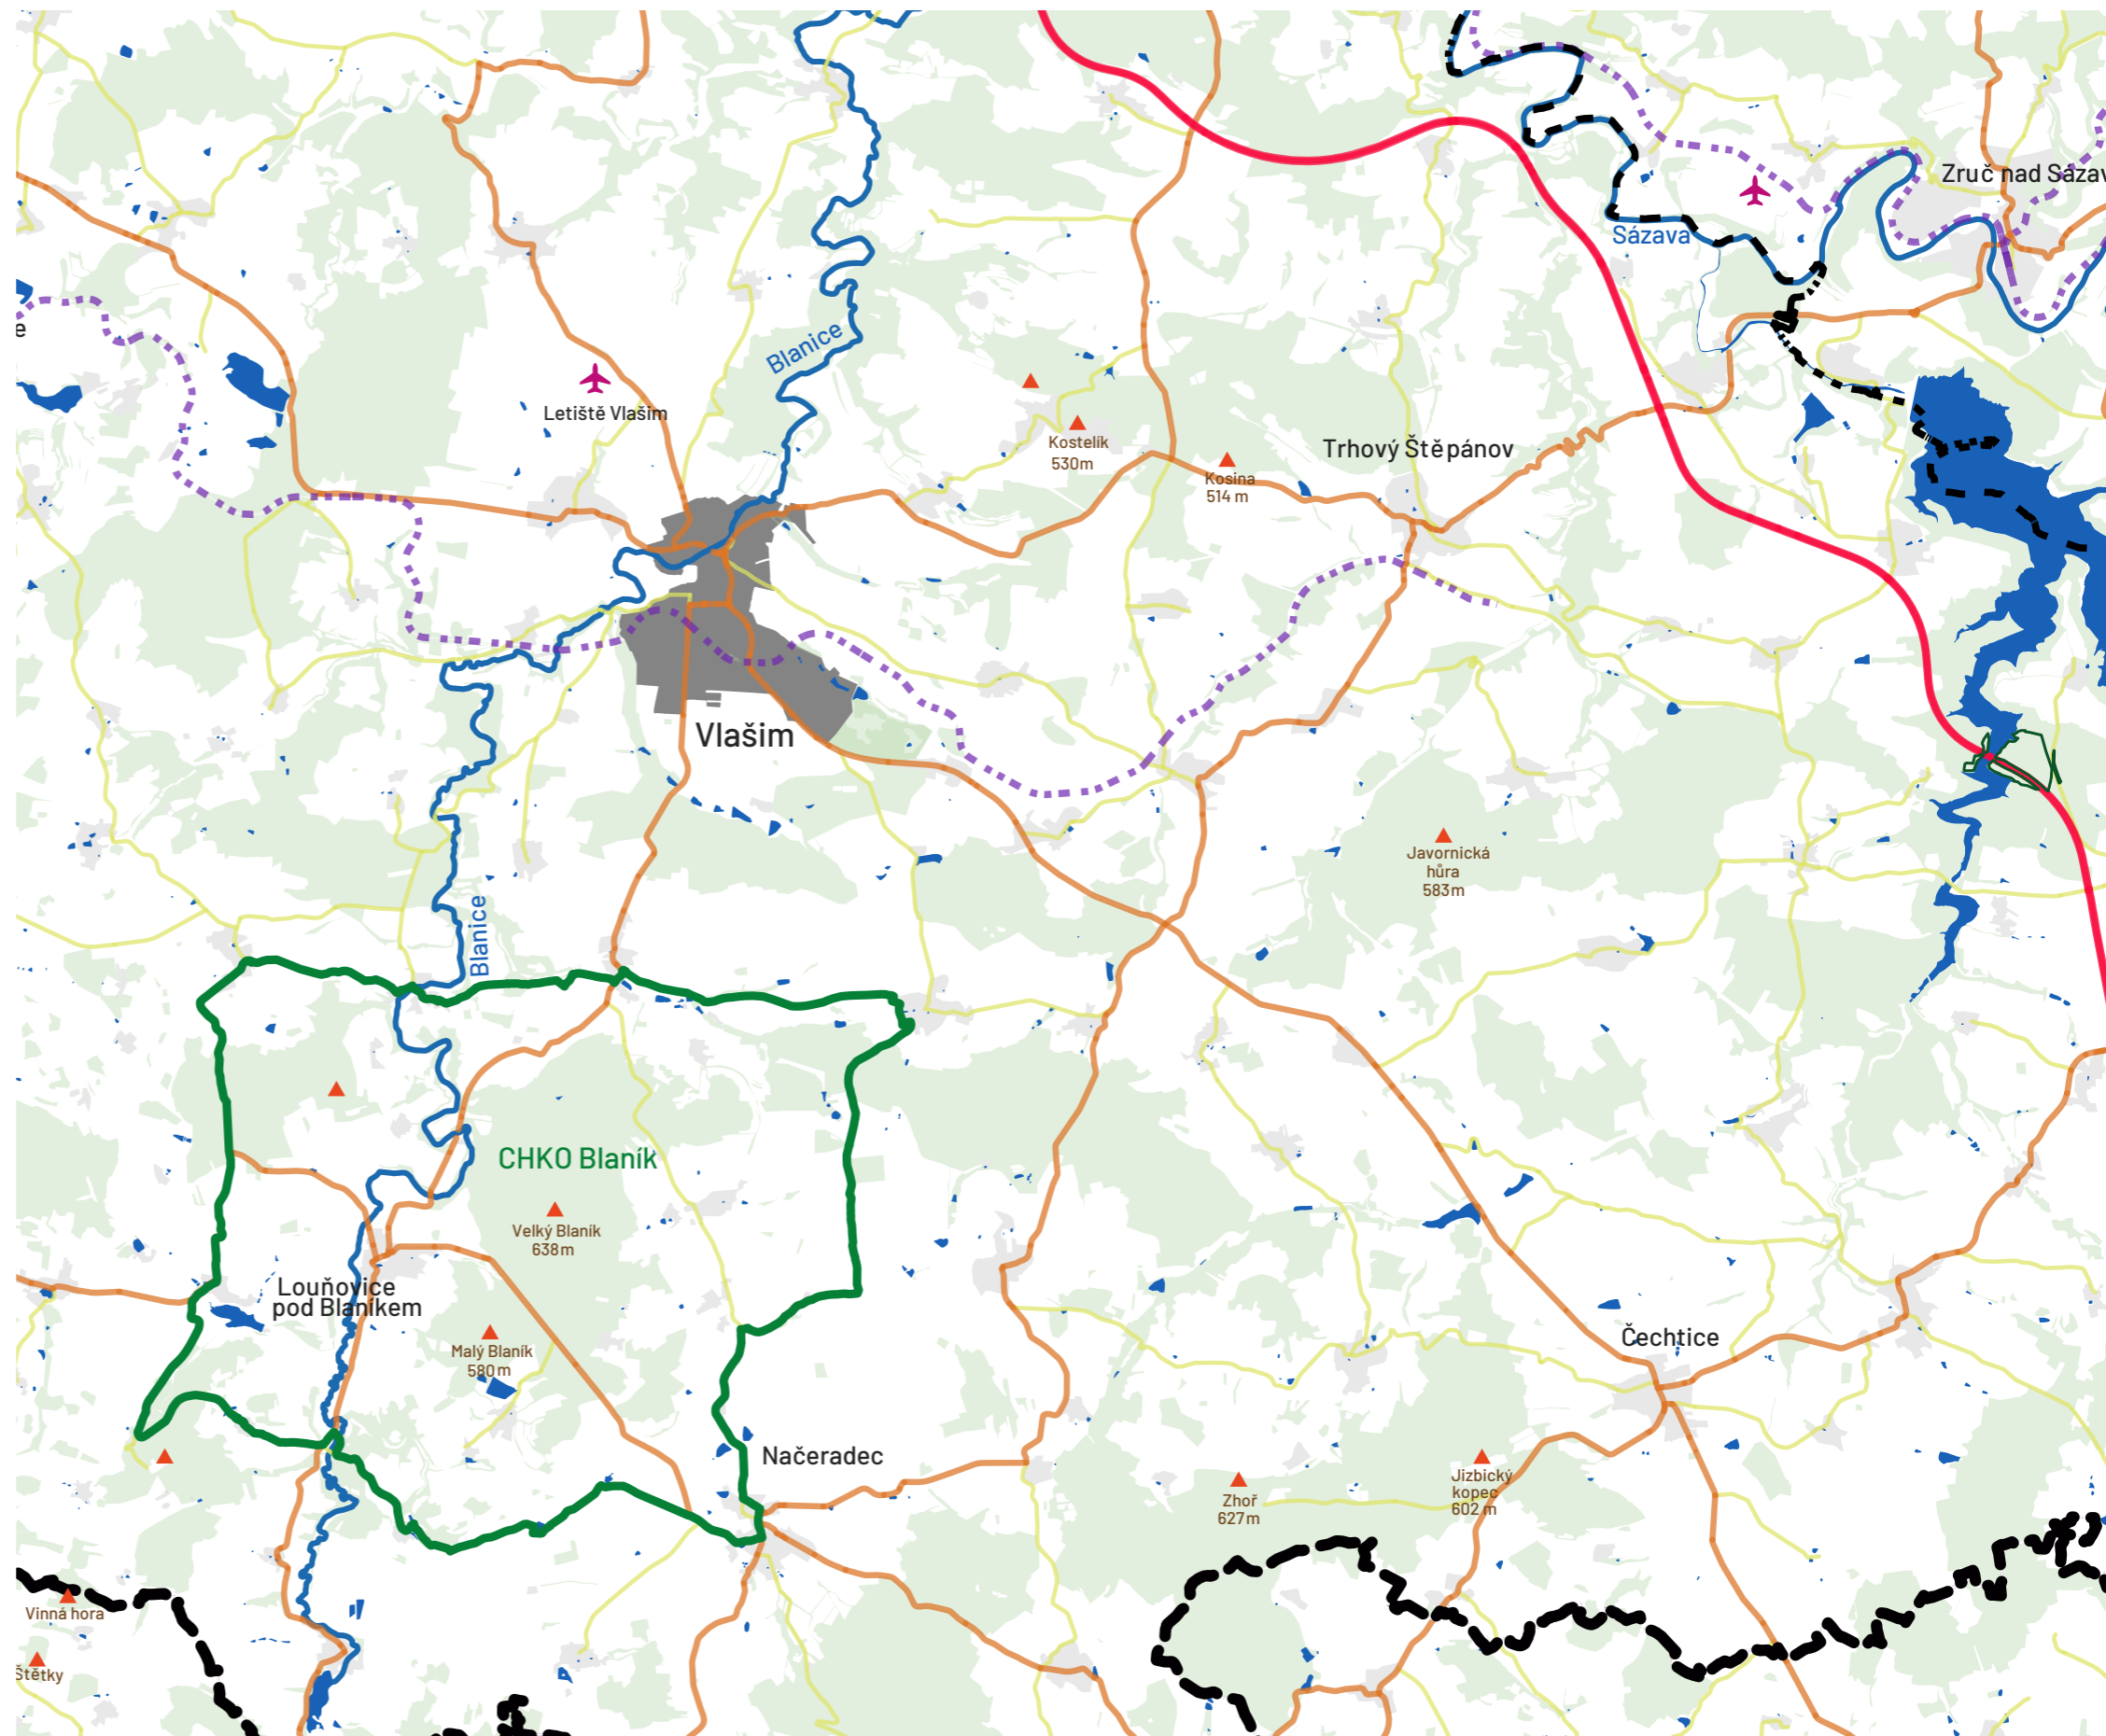 Zruč nad Sázav
Sázava
e
Blanice
Letiště Vlašim
Kostelík
530m
Trhový Štěpánov
Kosina
514 m
Vlašim
Javornická
hůra
583m
Blanice
CHKO Blaník
Velký Blaník
638m
Louňovice
pod Blaníkem
Malý Blaník
580m
Čechtice
Načeradec
Jizbický
kopec
602 m
Zhoř
627m
Vinná hora
Štětky